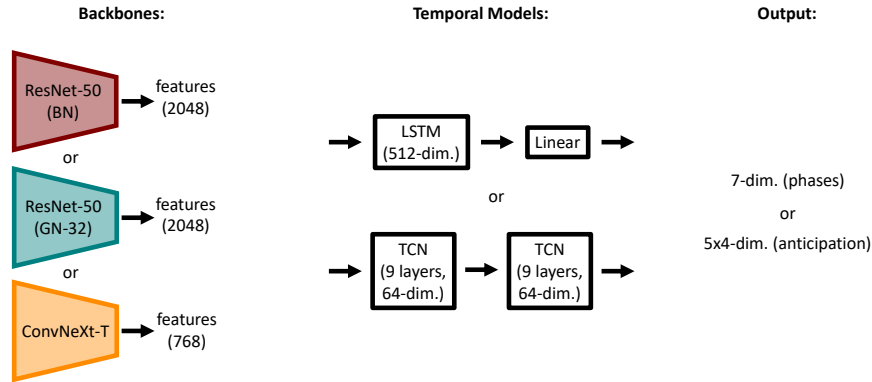 Backbones:
Temporal Models:
Output:
ResNet-50
(BN)
features
(2048)
or
ResNet-50
(GN-32)
features
(2048)
or
ConvNeXt-T
features
(768)
LSTM
(512-dim.)
Linear
or
TCN
(9 layers,
64-dim.)
TCN
(9 layers,
64-dim.)
7-dim. (phases)
or
5x4-dim. (anticipation)